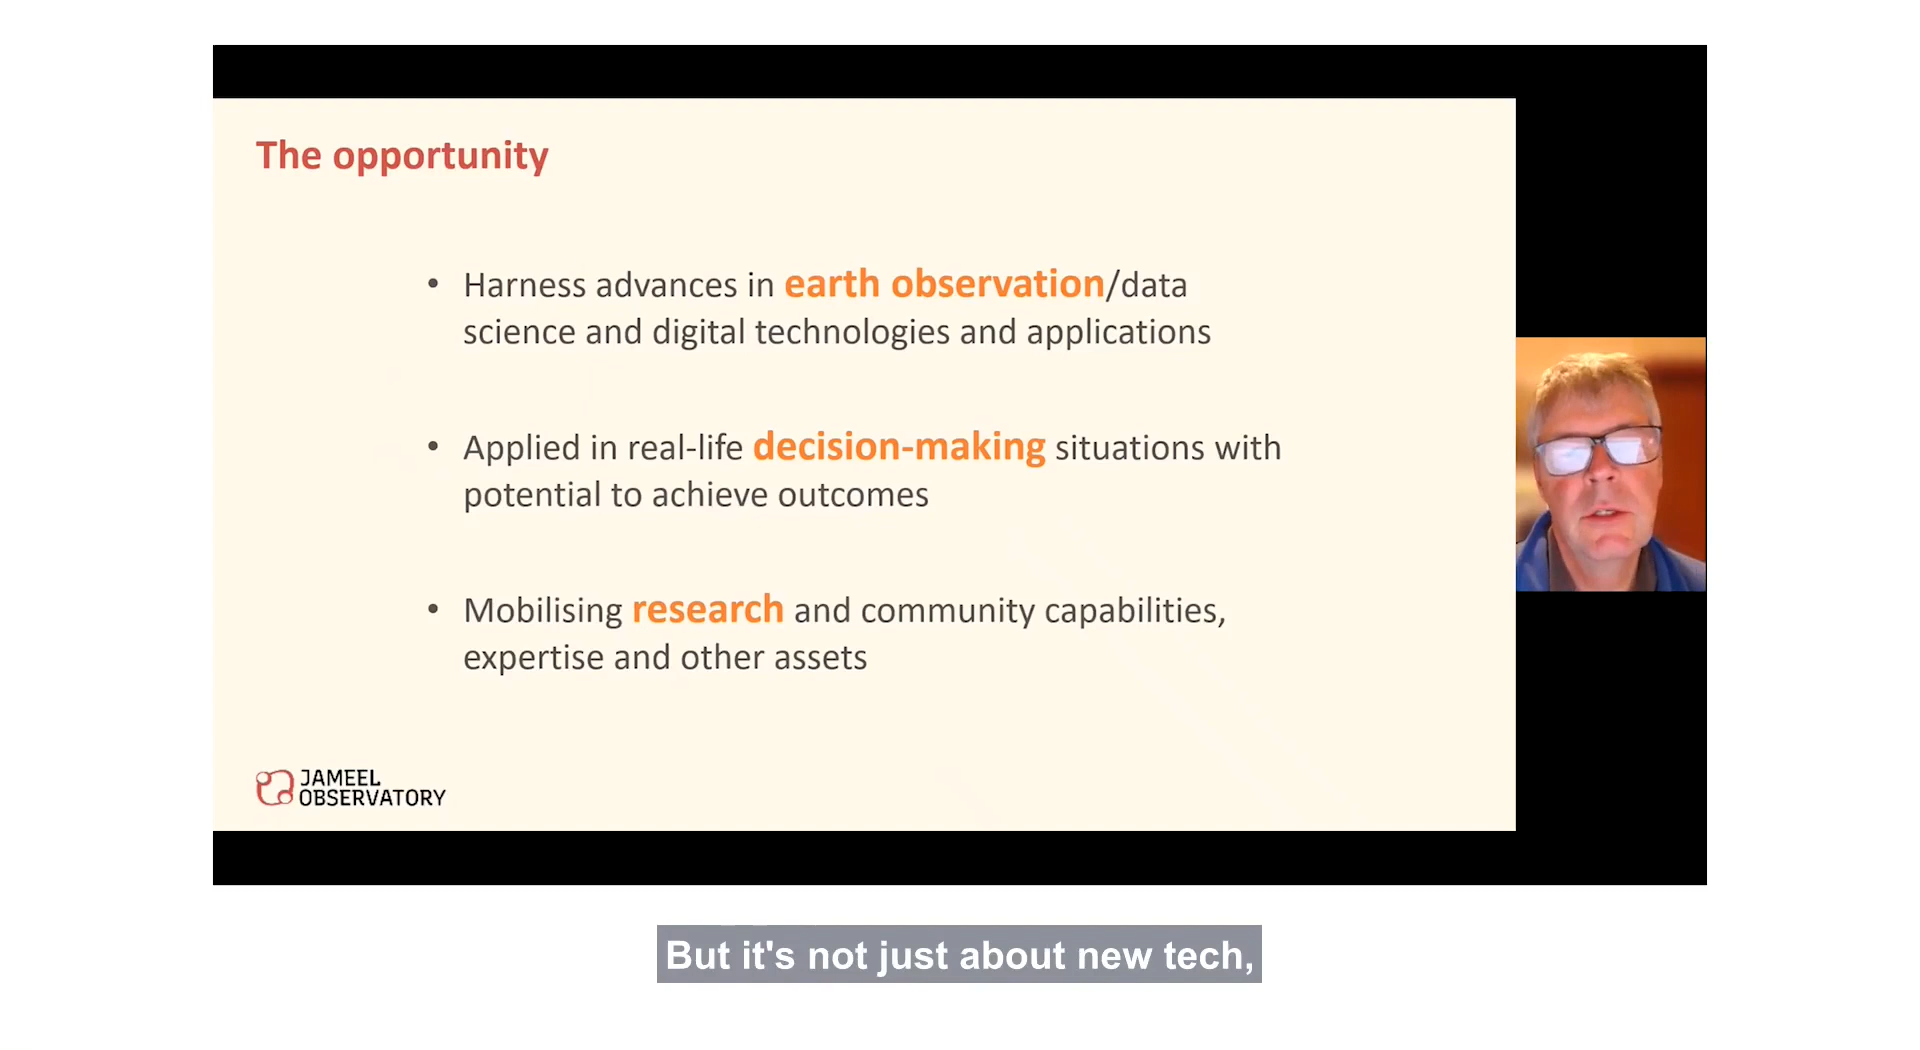 The opportunity
• Harness advances in earth observation/data
science and digital technologies and applications
• Applied in real-life decision-making situations with
potential to achieve outcomes
• Mobilising research and community capabilities,
expertise and other assets
JAMEEL
OBSERVATORY
But it's not just about new tech,